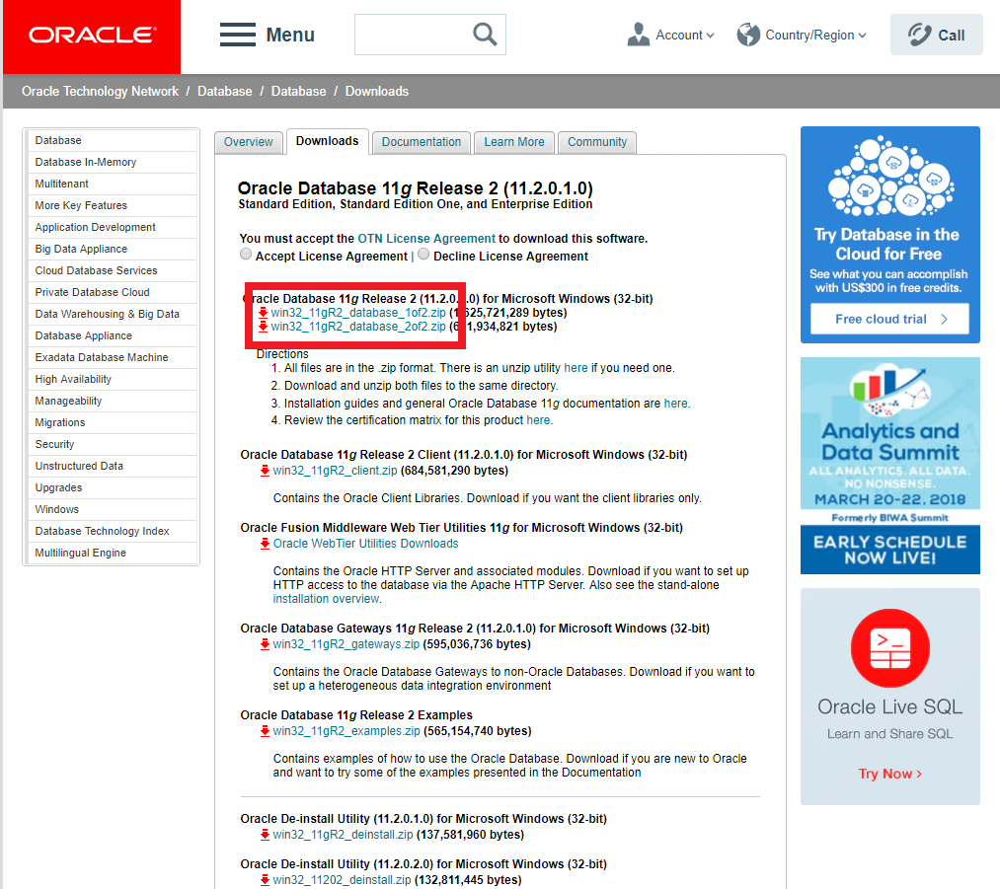 ORACLE
Menu
Account
Country/Region
Call
Oracle Technology Network / Database / Database / Downloads
Database
Database In-Memory
Multitenant
More Key Features
Application Development
Big Data Appliance
Cloud Database Services
Private Database Cloud
Data Warehousing & Big Data
Database Appliance
Exadata Database Machine
High Availability
Manageability
Migrations
Security
Unstructured Data
Upgrades
Windows
Database Technology Index
Multilingual Engine
Overview
Downloads
Documentation
Learn More
Community
Oracle Database 11g Release 2 (11.2.0.1.0)
Standard Edition, Standard Edition One, and Enterprise Edition
You must accept the OTN License Agreement to download this software.
Accept License Agreement | Decline License Agreement
Oracle Database 11g Release 2 (11.2.0.1.0) for Microsoft Windows (32-bit)
win32_11gR2_database_1of2.zip (1,625,721,289 bytes)
win32_11gR2_database_2of2.zip 934,821 bytes)
Directions
1. All files are in the .zip format. There is an unzip utility here if you need one.
2. Download and unzip both files to the same directory.
3. Installation guides and general Oracle Database 11g documentation are here.
4. Review the certification matrix for this product here.
Oracle Database 11g Release 2 Client (11.2.0.1.0) for Microsoft Windows (32-bit)
win32_11gR2_client.zip (684,581,290 bytes)
Contains the Oracle Client Libraries. Download if you want the client libraries only.
Oracle Fusion Middleware Web Tier Utilities 11g for Microsoft Windows (32-bit)
Oracle WebTier Utilities Downloads
Contains the Oracle HTTP Server and associated modules. Download if you want to set up
HTTP access to the database via the Apache HTTP Server. Also see the stand-alone
installation overview.
Oracle Database Gateways 11g Release 2 (11.2.0.1.0) for Microsoft Windows (32-bit)
win32_11gR2_gateways.zip (595,036,736 bytes)
Contains the Oracle Database Gateways to non-Oracle Databases. Download if you want to
set up a heterogeneous data integration environment
Oracle Database 11g Release 2 Examples
win32_11gR2_examples.zip (565,154,740 bytes)
Contains examples of how to use the Oracle Database. Download if you are new to Oracle
and want to try some of the examples presented in the Documentation
Oracle De-install Utility (11.2.0.1.0) for Microsoft Windows (32-bit)
win32_11gR2_deinstall.zip (137,581,960 bytes)
Oracle De-install Utility (11.2.0.2.0) for Microsoft Windows (32-bit)
win32_11202_deinstall.zip (132,811,445 bytes)
Try Database in the
Cloud for Free
See what you can accomplish
with US$300 in free credits.
Free cloud trial
Analytics and
Data Summit
ALL ANALYTICS. ALL DATA.
NO NONSENSE.
MARCH 20-22, 2018
Formerly BIWA Summit
EARLY SCHEDULE
NOW LIVE!
Oracle Live SQL
Learn and Share SQL
Try Now >